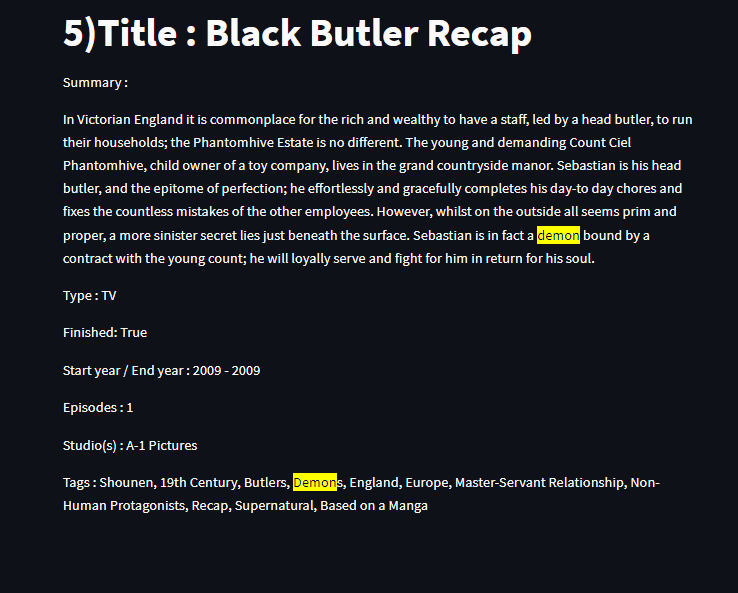 5)Title : Black Butler Recap
Summary :
In Victorian England it is commonplace for the rich and wealthy to have a staff, led by a head butler, to run
their households; the Phantomhive Estate is no different. The young and demanding Count Ciel
Phantomhive, child owner of a toy company, lives in the grand countryside manor. Sebastian is his head
butler, and the epitome of perfection; he effortlessly and gracefully completes his day-to day chores and
fixes the countless mistakes of the other employees. However, whilst on the outside all seems prim and
proper, a more sinister secret lies just beneath the surface. Sebastian is in fact a demon bound by a
contract with the young count; he will loyally serve and fight for him in return for his soul.
Type : TV
Finished: True
Start year / End year : 2009 - 2009
Episodes : 1
Studio(s) : A-1 Pictures
Tags : Shounen, 19th Century, Butlers, Demons, England, Europe, Master-Servant Relationship, Non-
Human Protagonists, Recap, Supernatural, Based on a Manga